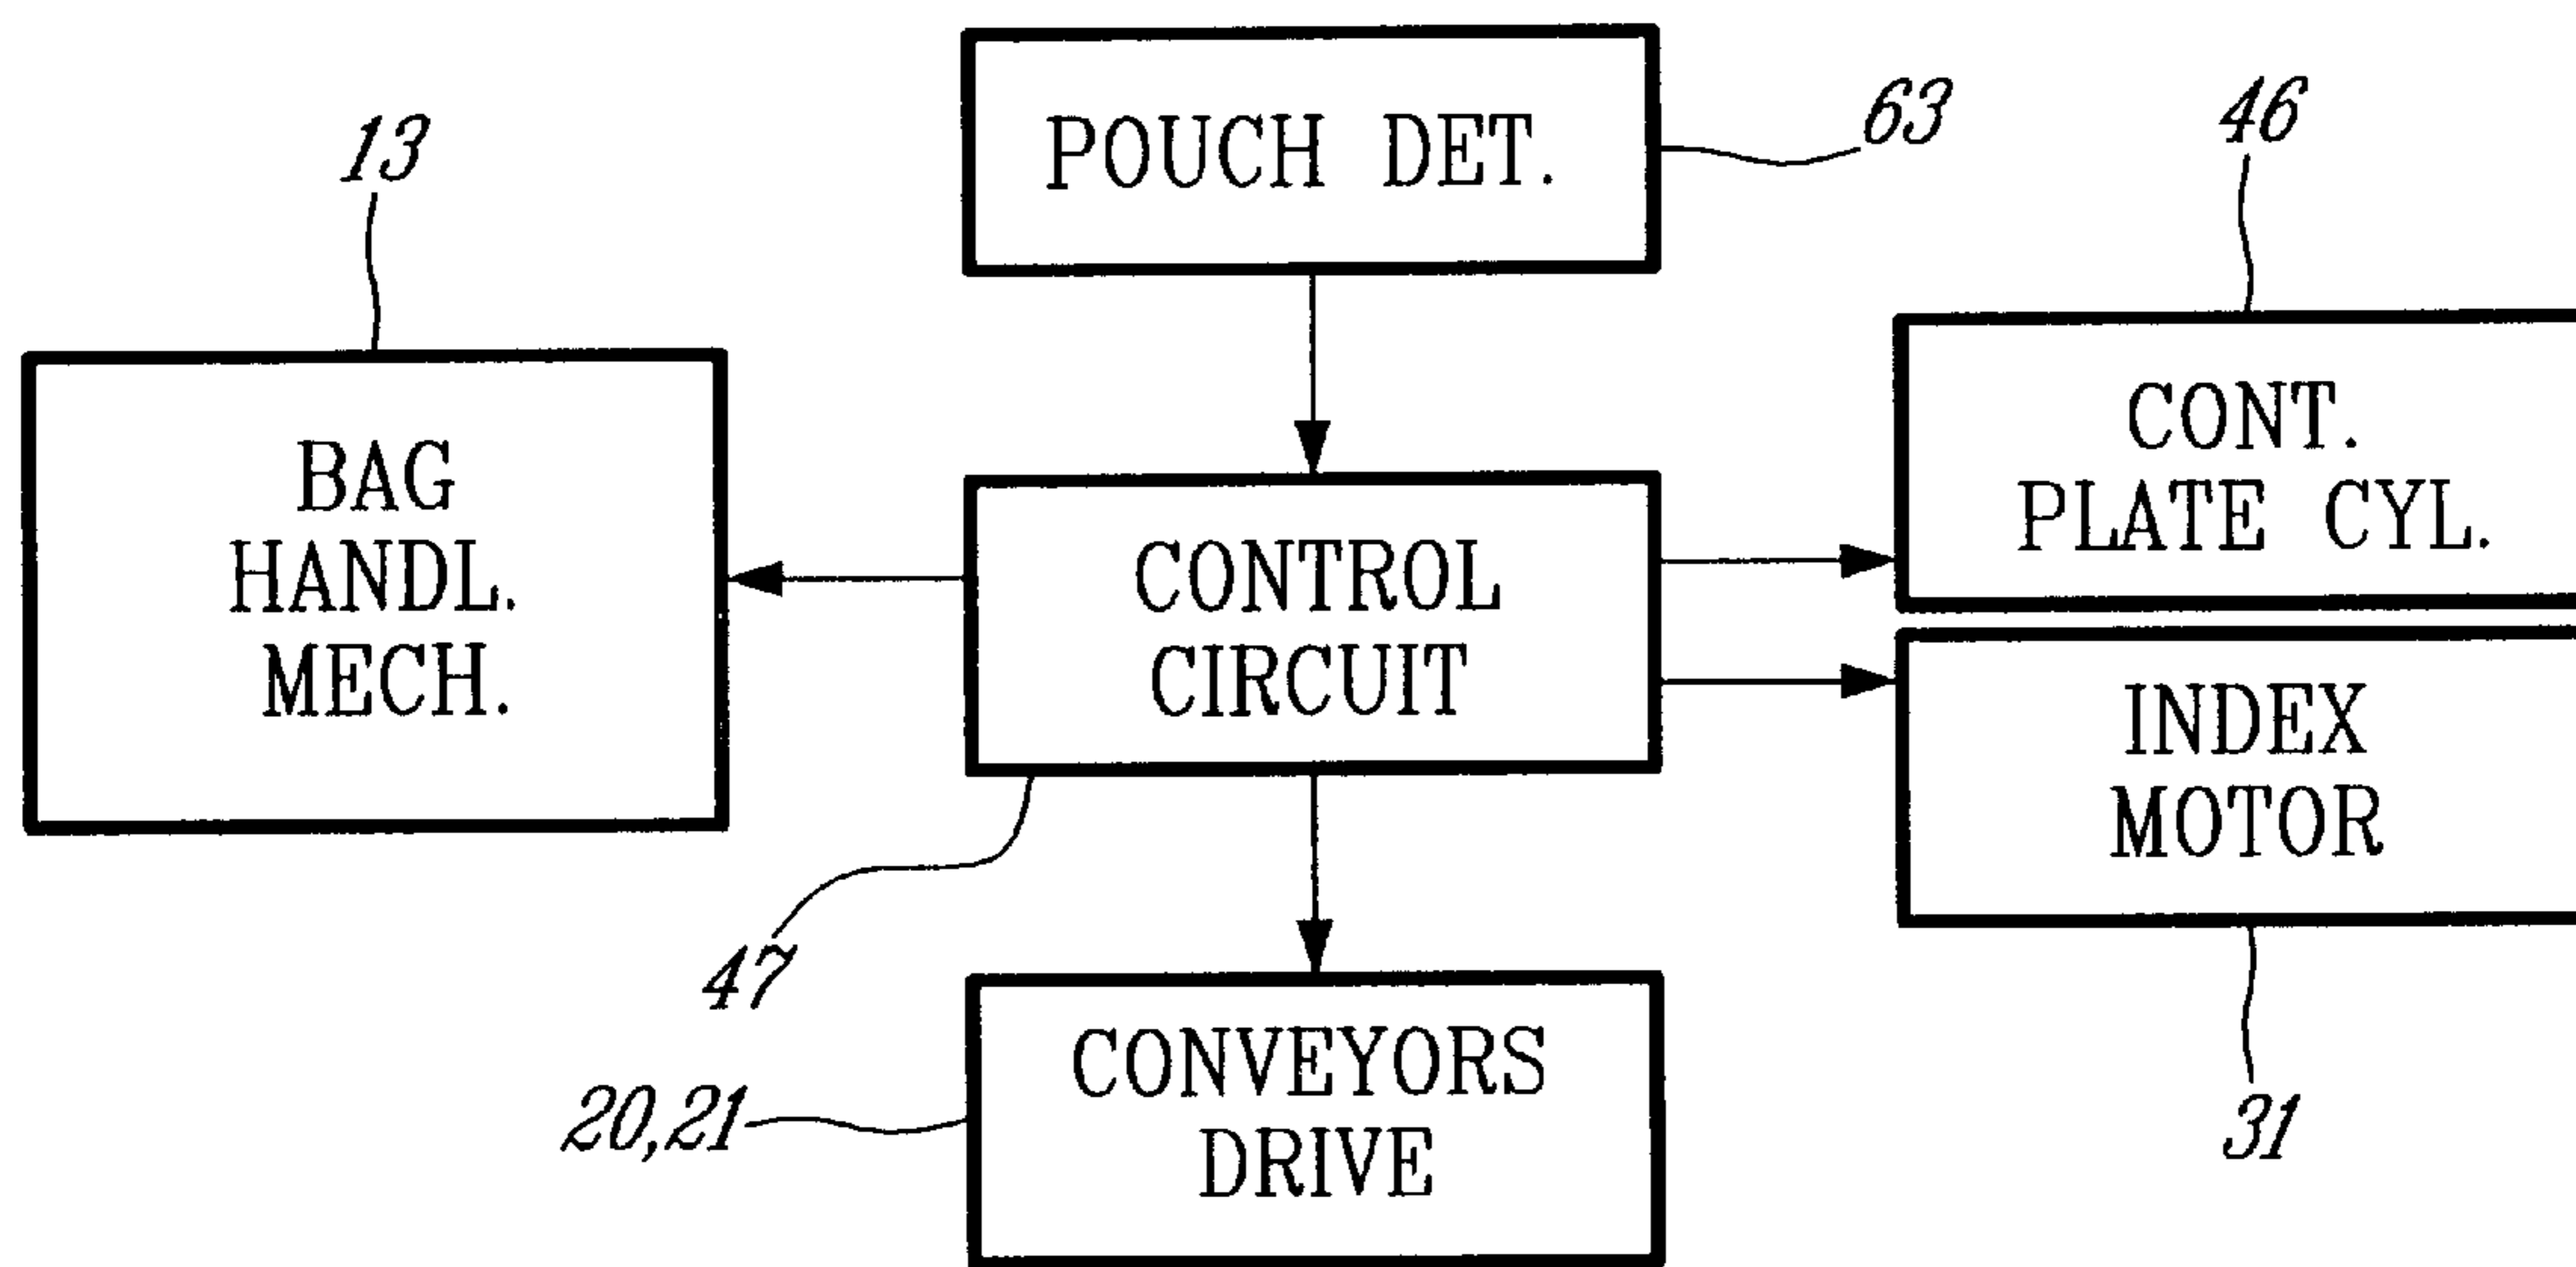 POUCH DET.
63
46
13
BAG
HANDL.
MECH.
CONTROL
CIRCUIT
CONT.
PLATE CYL.
INDEX
MOTOR
47
CONVEYORS
DRIVE
20,21
31